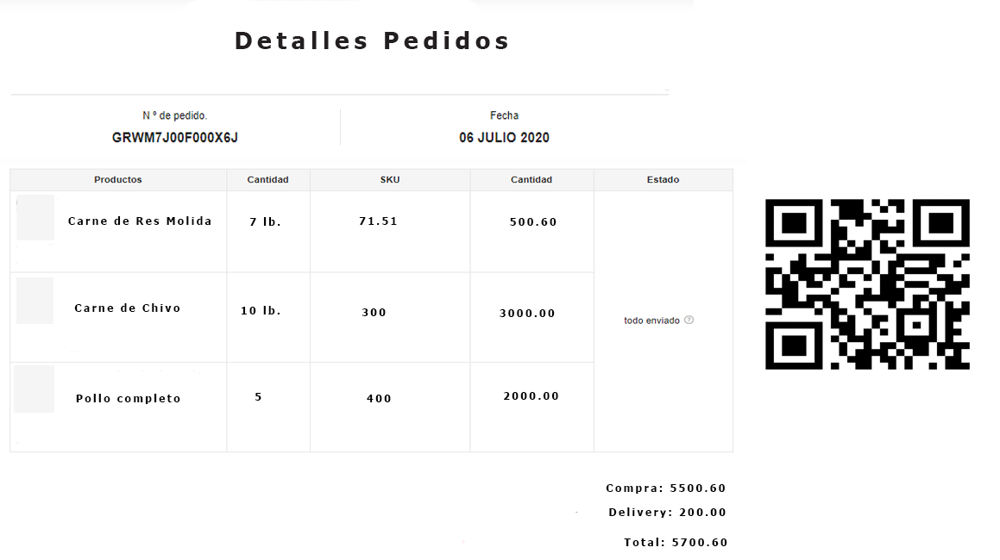 Detalles Pedidos
N º de pedido. Fecha
GRWM7J00F000X6J 06 JULIO 2020
Productos Cantidad SKU Cantidad Estado
Carne de Res Molida 7 lb. 71.51 500.60
Carne de Chivo 10 lb. 300 3000.00
todo enviado ?
Pollo completo 5 400 2000.00
Compra: 5500.60
Delivery: 200.00
Total: 5700.60